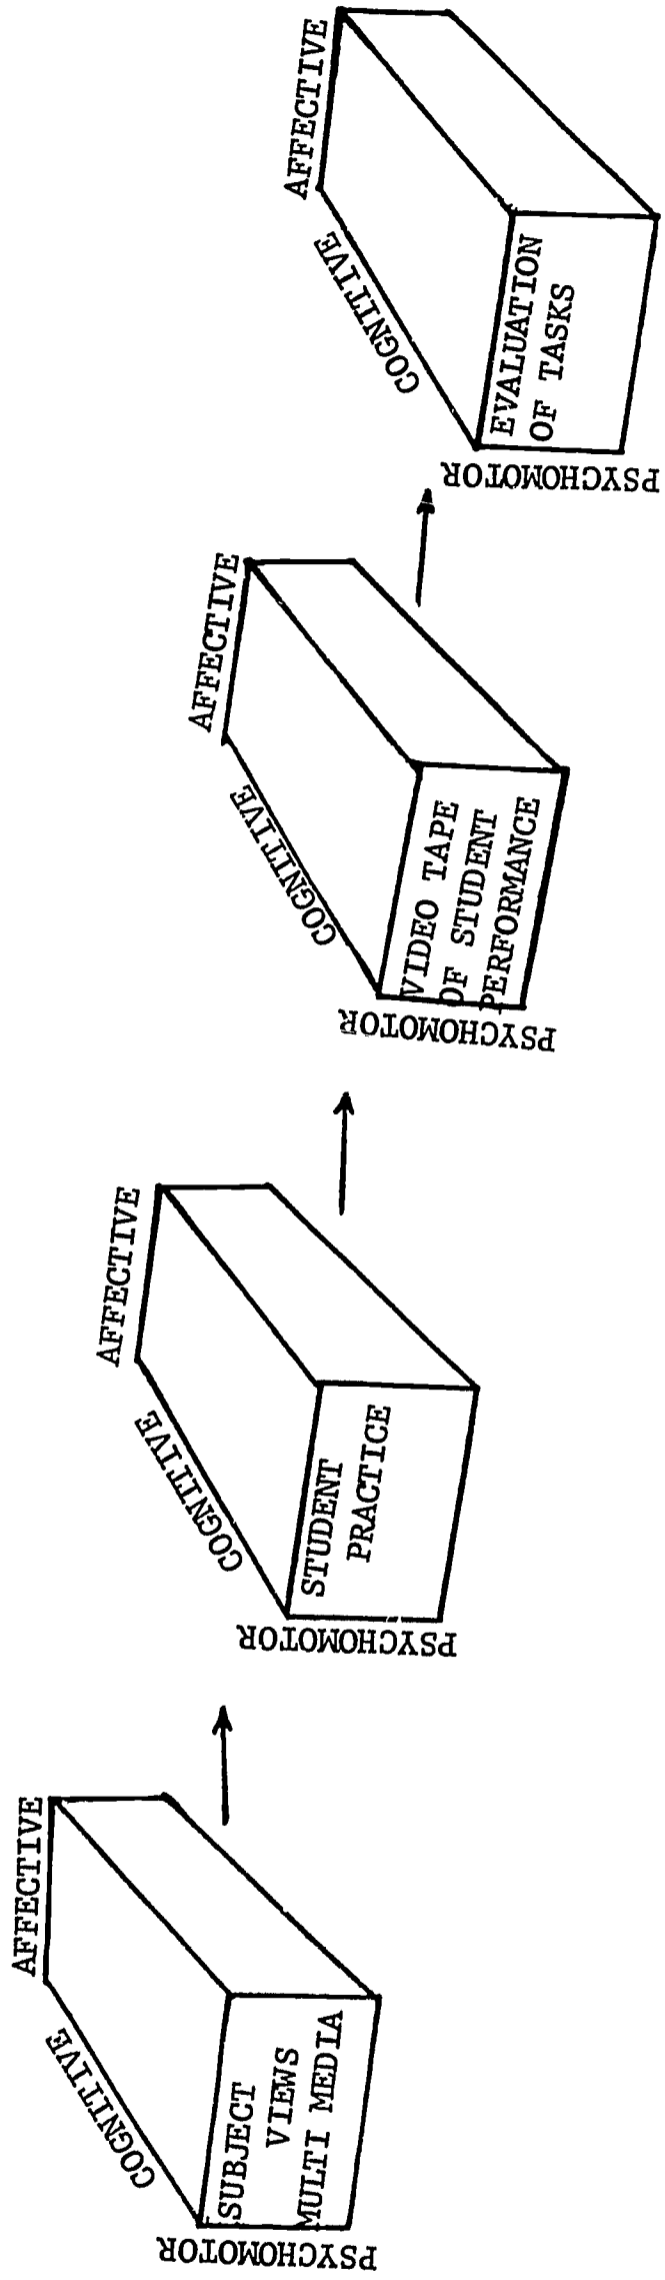 AFFECTIVE
COGNITIVE
PSYCHOMOTOR
SUBJECT
VIEWS
MULTI MEDIA
AFFECTIVE
COGNITIVE
PSYCHOMOTOR
STUDENT
PRACTICE
AFFECTIVE
COGNITIVE
PSYCHOMOTOR
VIDEO TAPE
OF STUDENT
PERFORMANCE
AFFECTIVE
COGNITIVE
PSYCHOMOTOR
EVALUATION
OF TASKS